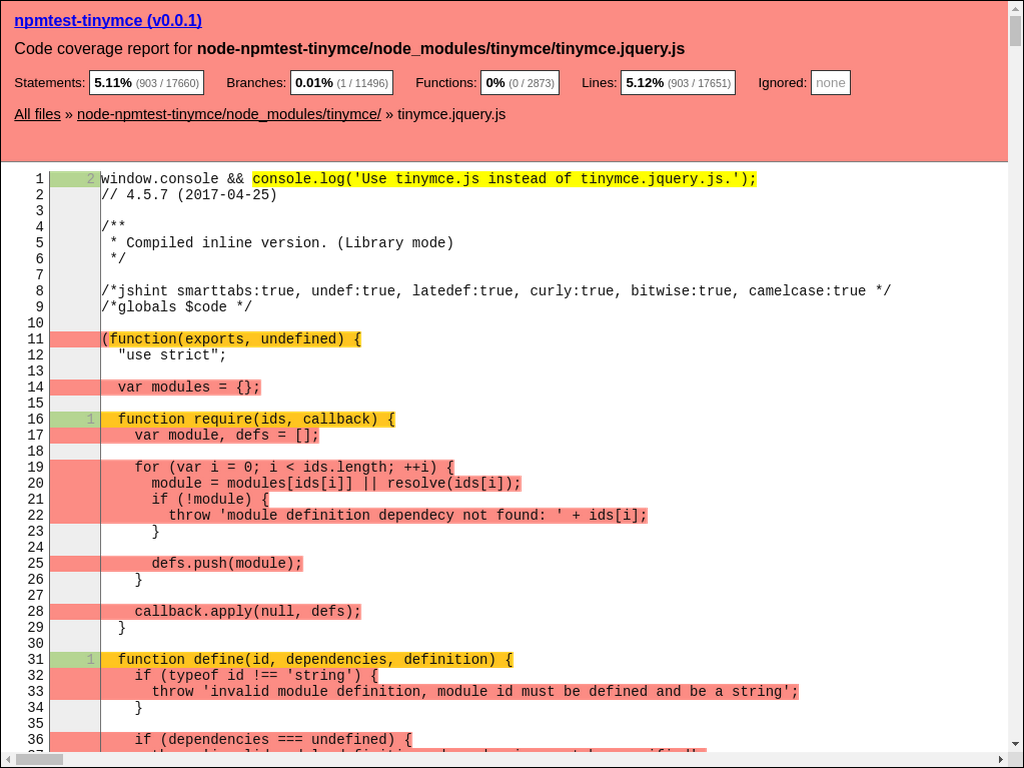 npmtest-tinymce (v0.0.1)
Code coverage report for node-npmtest-tinymce/node_modules/tinymce/tinymce.jquery.js
Statements: 5.11% (903 / 17660) Branches: 0.01% (1 / 11496) Functions: 0% (0 / 2873) Lines: 5.12% (903 / 17651) Ignored: none
All files » node-npmtest-tinymce/node_modules/tinymce/ » tinymce.jquery.js
1 2 window.console && console.log('Use tinymce.js instead of tinymce.jquery.js.');
2 // 4.5.7 (2017-04-25)
3
4 /**
5 * Compiled inline version. (Library mode)
6 */
7
8 /*jshint smarttabs:true, undef:true, latedef:true, curly:true, bitwise:true, camelcase:true */
9 /*globals $code */
10
11 (function(exports, undefined) {
12 "use strict";
13
14 var modules = {};
15
16 1 function require(ids, callback) {
17 var module, defs = [];
18
19 for (var i = 0; i < ids.length; ++i) {
20 module = modules[ids[i]] || resolve(ids[i]);
21 if (!module) {
22 throw 'module definition dependecy not found: ' + ids[i];
23 }
24
25 defs.push(module);
26 }
27
28 callback.apply(null, defs);
29 }
30
31 1 function define(id, dependencies, definition) {
32 if (typeof id !== 'string') {
33 throw 'invalid module definition, module id must be defined and be a string';
34 }
35
36 if (dependencies === undefined) {